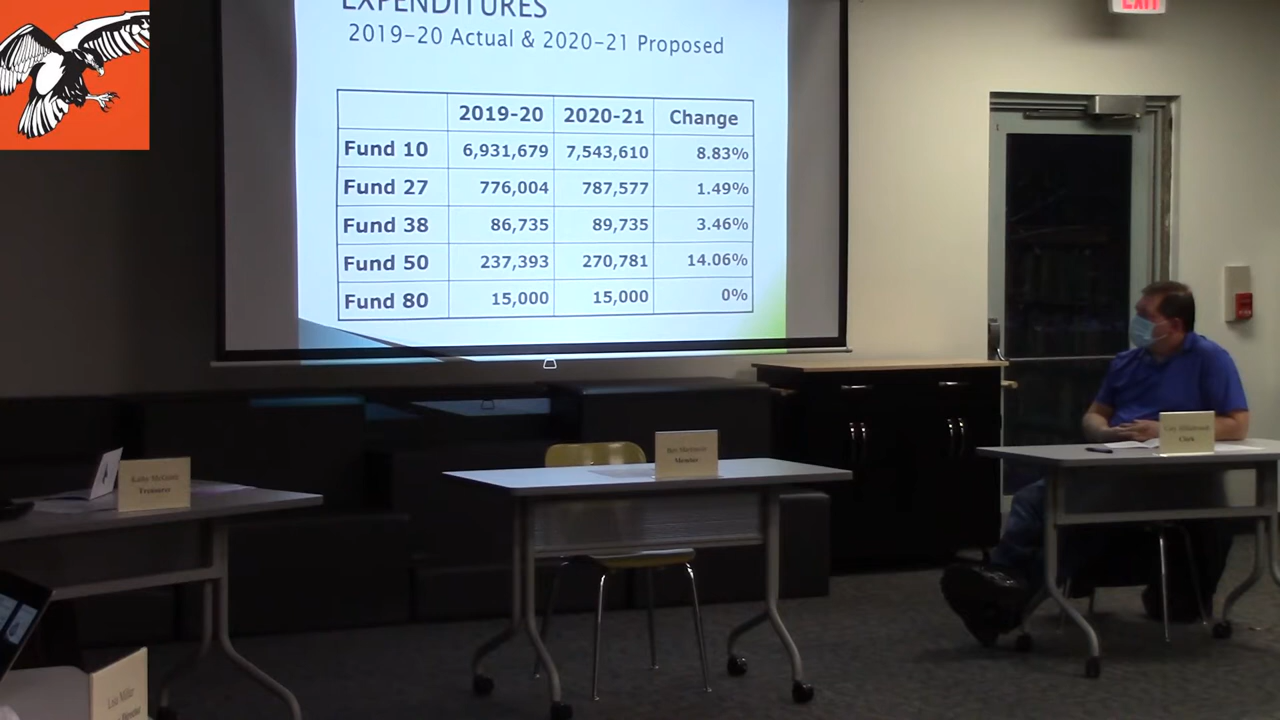 EXIT
EXPENDITURES
2019-20 Actual & 2020-21 Proposed
2019-20 2020-21 Change
Fund 10 6,931,679 7,543,610 8.83%
Fund 27 776,004 787,577 1.49%
Fund 38 86,735 89,735 3.46%
Fund 50 237,393 270,781 14.06%
Fund 80 15,000 15,000 0%
Clerk
Member
Kathy
Treasurer
Lisa Miller